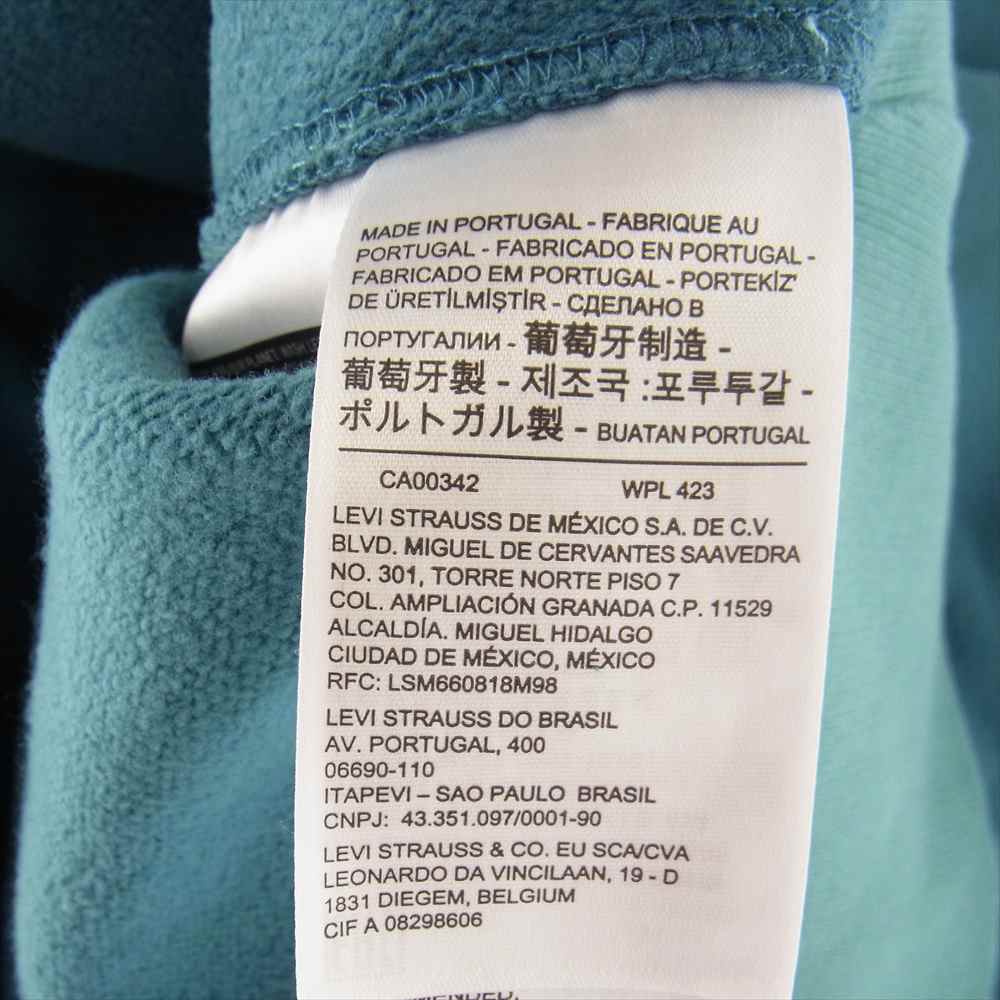 MADE IN PORTUGAL - FABRIQUE AU
PORTUGAL - FABRICADO EN PORTUGAL -
FABRICADO EM PORTUGAL - PORTEKİZ'
DE ÜRETİLMİŞTİR - СДЕЛАНО В
ПОРТУГАЛИИ - 葡萄牙制造 -
葡萄牙製 - 제조국 :포루투갈 -
ポルトガル製 - BUATAN PORTUGAL
CA00342 WPL 423
LEVI STRAUSS DE MÉXICO S.A. DE C.V.
BLVD. MIGUEL DE CERVANTES SAAVEDRA
NO. 301, TORRE NORTE PISO 7
COL. AMPLIACIÓN GRANADA C.P. 11529
ALCALDÍA. MIGUEL HIDALGO
CIUDAD DE MÉXICO, MÉXICO
RFC: LSM660818M98
LEVI STRAUSS DO BRASIL
AV. PORTUGAL, 400
06690-110
ITAPEVI – SAO PAULO BRASIL
CNPJ: 43.351.097/0001-90
LEVI STRAUSS & CO. EU SCA/CVA
LEONARDO DA VINCILAAN, 19 - D
1831 DIEGEM, BELGIUM
CIF A 08298606